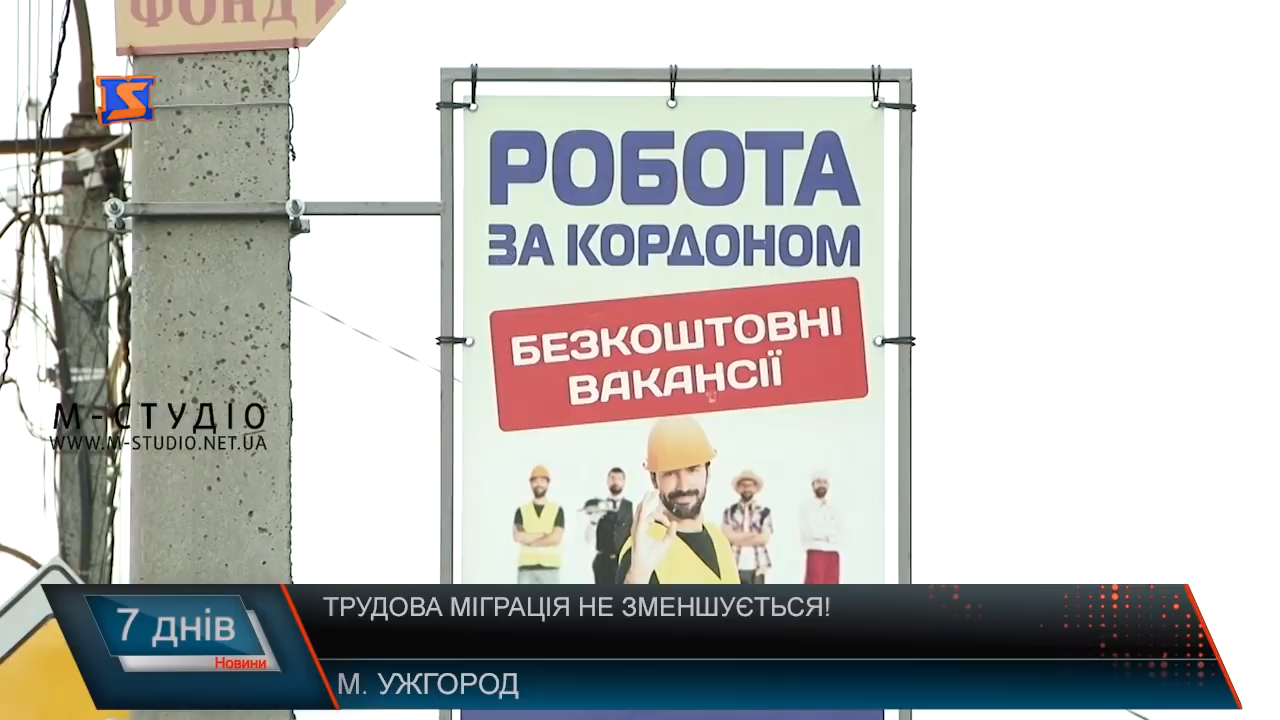 ФОНД
РОБОТА
ЗА КОРДОНОМ
БЕЗКОШТОВНІ
ВАКАНСІЇ
М-СТУДІО
WWW.M-STUDIO.NET.UA
7 днів
Новини
ТРУДОВА МІГРАЦІЯ НЕ ЗМЕНШУЄТЬСЯ!
М. УЖГОРОД